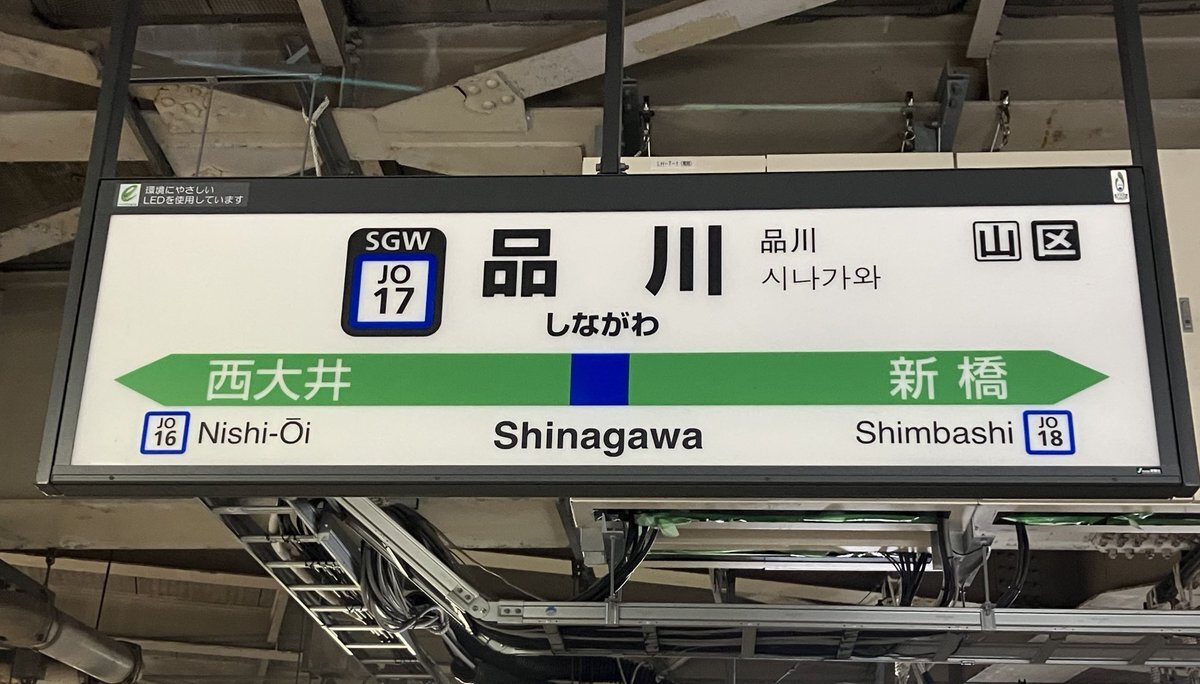 環境にやさしい
LEDを使用しています
SGW
JO
17
品川
しながわ
品川
시나가와
山 区
西大井
新橋
JO
16
Nishi-Ōi
Shinagawa
Shimbashi
JO
18